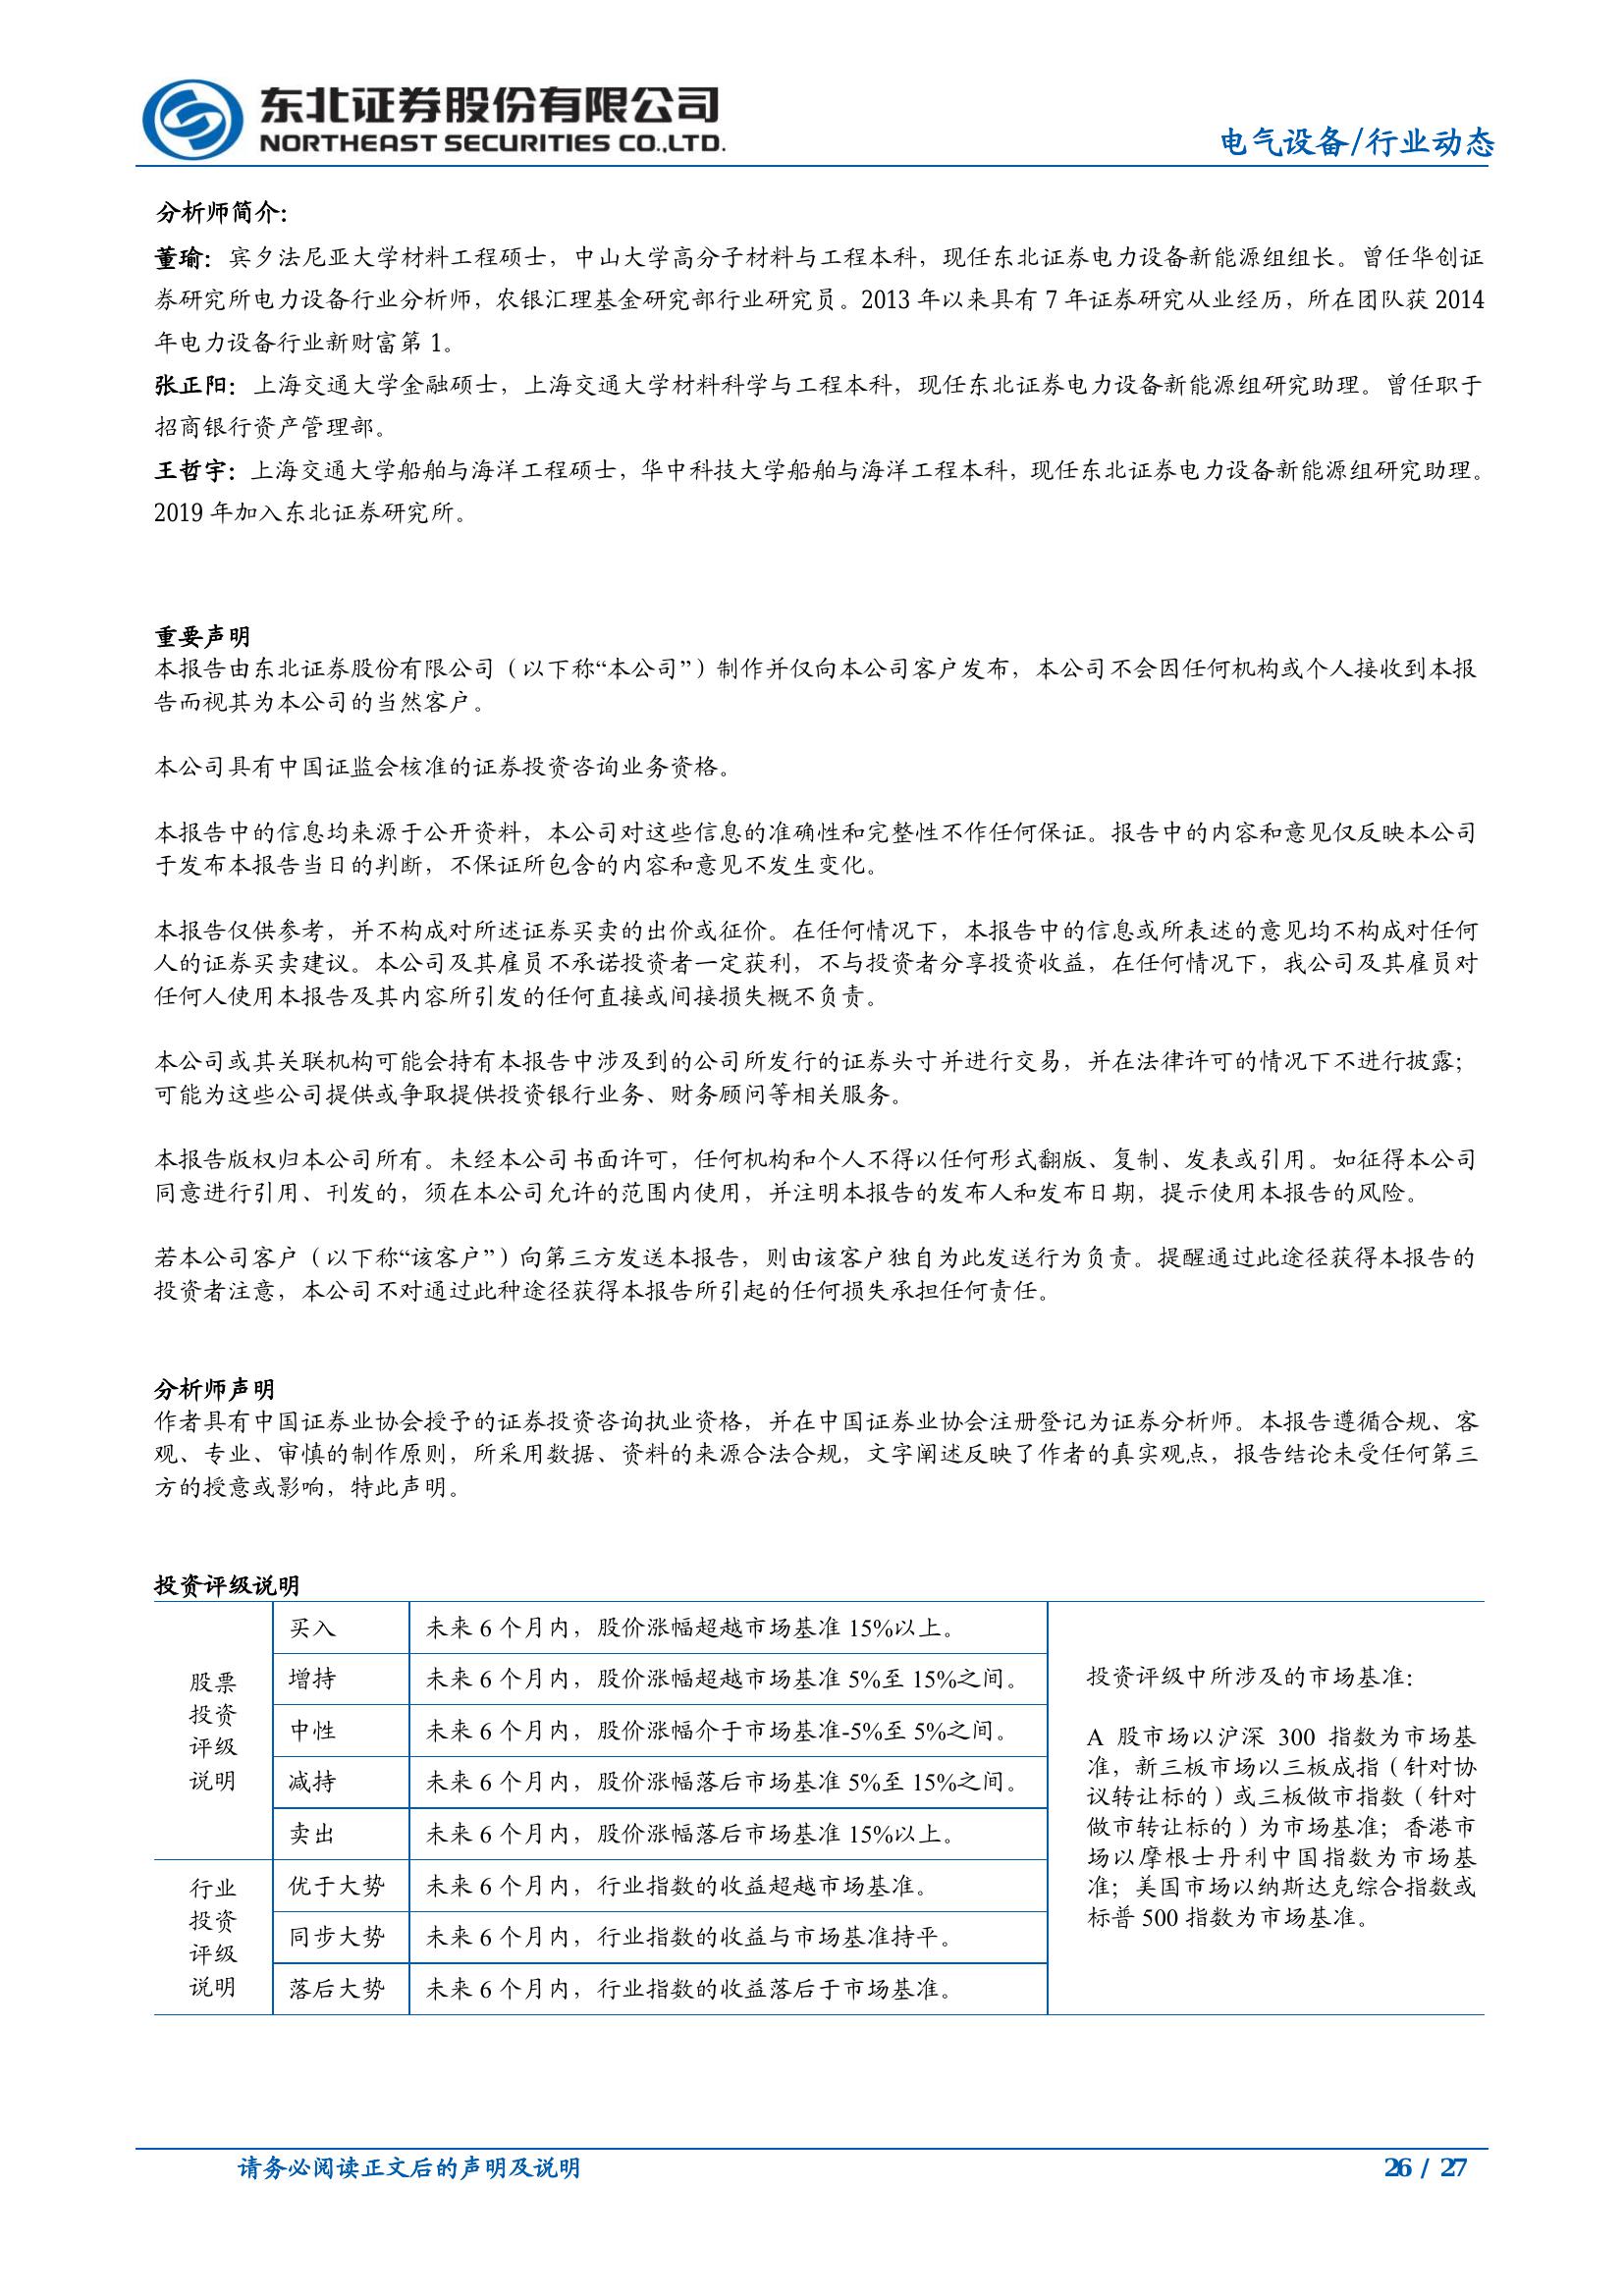 东北证券股份有限公司
NORTHEAST SECURITIES CO.,LTD.
电气设备/行业动态
分析师简介：
董瑜：宾夕法尼亚大学材料工程硕士，中山大学高分子材料与工程本科，现任东北证券电力设备新能源组组长。曾任华创证
券研究所电力设备行业分析师，农银汇理基金研究部行业研究员。2013 年以来具有 7 年证券研究从业经历，所在团队获 2014
年电力设备行业新财富第 1。
张正阳：上海交通大学金融硕士，上海交通大学材料科学与工程本科，现任东北证券电力设备新能源组研究助理。曾任职于
招商银行资产管理部。
王哲宇：上海交通大学船舶与海洋工程硕士，华中科技大学船舶与海洋工程本科，现任东北证券电力设备新能源组研究助理。
2019 年加入东北证券研究所。
重要声明
本报告由东北证券股份有限公司（以下称“本公司”）制作并仅向本公司客户发布，本公司不会因任何机构或个人接收到本报
告而视其为本公司的当然客户。
本公司具有中国证监会核准的证券投资咨询业务资格。
本报告中的信息均来源于公开资料，本公司对这些信息的准确性和完整性不作任何保证。报告中的内容和意见仅反映本公司
于发布本报告当日的判断，不保证所包含的内容和意见不发生变化。
本报告仅供参考，并不构成对所述证券买卖的出价或征价。在任何情况下，本报告中的信息或所表述的意见均不构成对任何
人的证券买卖建议。本公司及其雇员不承诺投资者一定获利，不与投资者分享投资收益，在任何情况下，我公司及其雇员对
任何人使用本报告及其内容所引发的任何直接或间接损失概不负责。
本公司或其关联机构可能会持有本报告中涉及到的公司所发行的证券头寸并进行交易，并在法律许可的情况下不进行披露；
可能为这些公司提供或争取提供投资银行业务、财务顾问等相关服务。
本报告版权归本公司所有。未经本公司书面许可，任何机构和个人不得以任何形式翻版、复制、发表或引用。如征得本公司
同意进行引用、刊发的，须在本公司允许的范围内使用，并注明本报告的发布人和发布日期，提示使用本报告的风险。
若本公司客户（以下称“该客户”）向第三方发送本报告，则由该客户独自为此发送行为负责。提醒通过此途径获得本报告的
投资者注意，本公司不对通过此种途径获得本报告所引起的任何损失承担任何责任。
分析师声明
作者具有中国证券业协会授予的证券投资咨询执业资格，并在中国证券业协会注册登记为证券分析师。本报告遵循合规、客
观、专业、审慎的制作原则，所采用数据、资料的来源合法合规，文字阐述反映了作者的真实观点，报告结论未受任何第三
方的授意或影响，特此声明。
投资评级说明
股票
投资
评级
说明
买入 未来 6 个月内，股价涨幅超越市场基准 15%以上。
增持 未来 6 个月内，股价涨幅超越市场基准 5%至 15%之间。
中性 未来 6 个月内，股价涨幅介于市场基准-5%至 5%之间。
减持 未来 6 个月内，股价涨幅落后市场基准 5%至 15%之间。
卖出 未来 6 个月内，股价涨幅落后市场基准 15%以上。
行业
投资
评级
说明
优于大势 未来 6 个月内，行业指数的收益超越市场基准。
同步大势 未来 6 个月内，行业指数的收益与市场基准持平。
落后大势 未来 6 个月内，行业指数的收益落后于市场基准。
投资评级中所涉及的市场基准：
A 股市场以沪深 300 指数为市场基
准，新三板市场以三板成指（针对协
议转让标的）或三板做市指数（针对
做市转让标的）为市场基准；香港市
场以摩根士丹利中国指数为市场基
准；美国市场以纳斯达克综合指数或
标普 500 指数为市场基准。
请务必阅读正文后的声明及说明
26 / 27